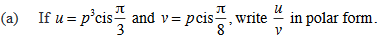 (a) If u = p³cis π/3 and v = pcis π/8, write u/v in polar form.